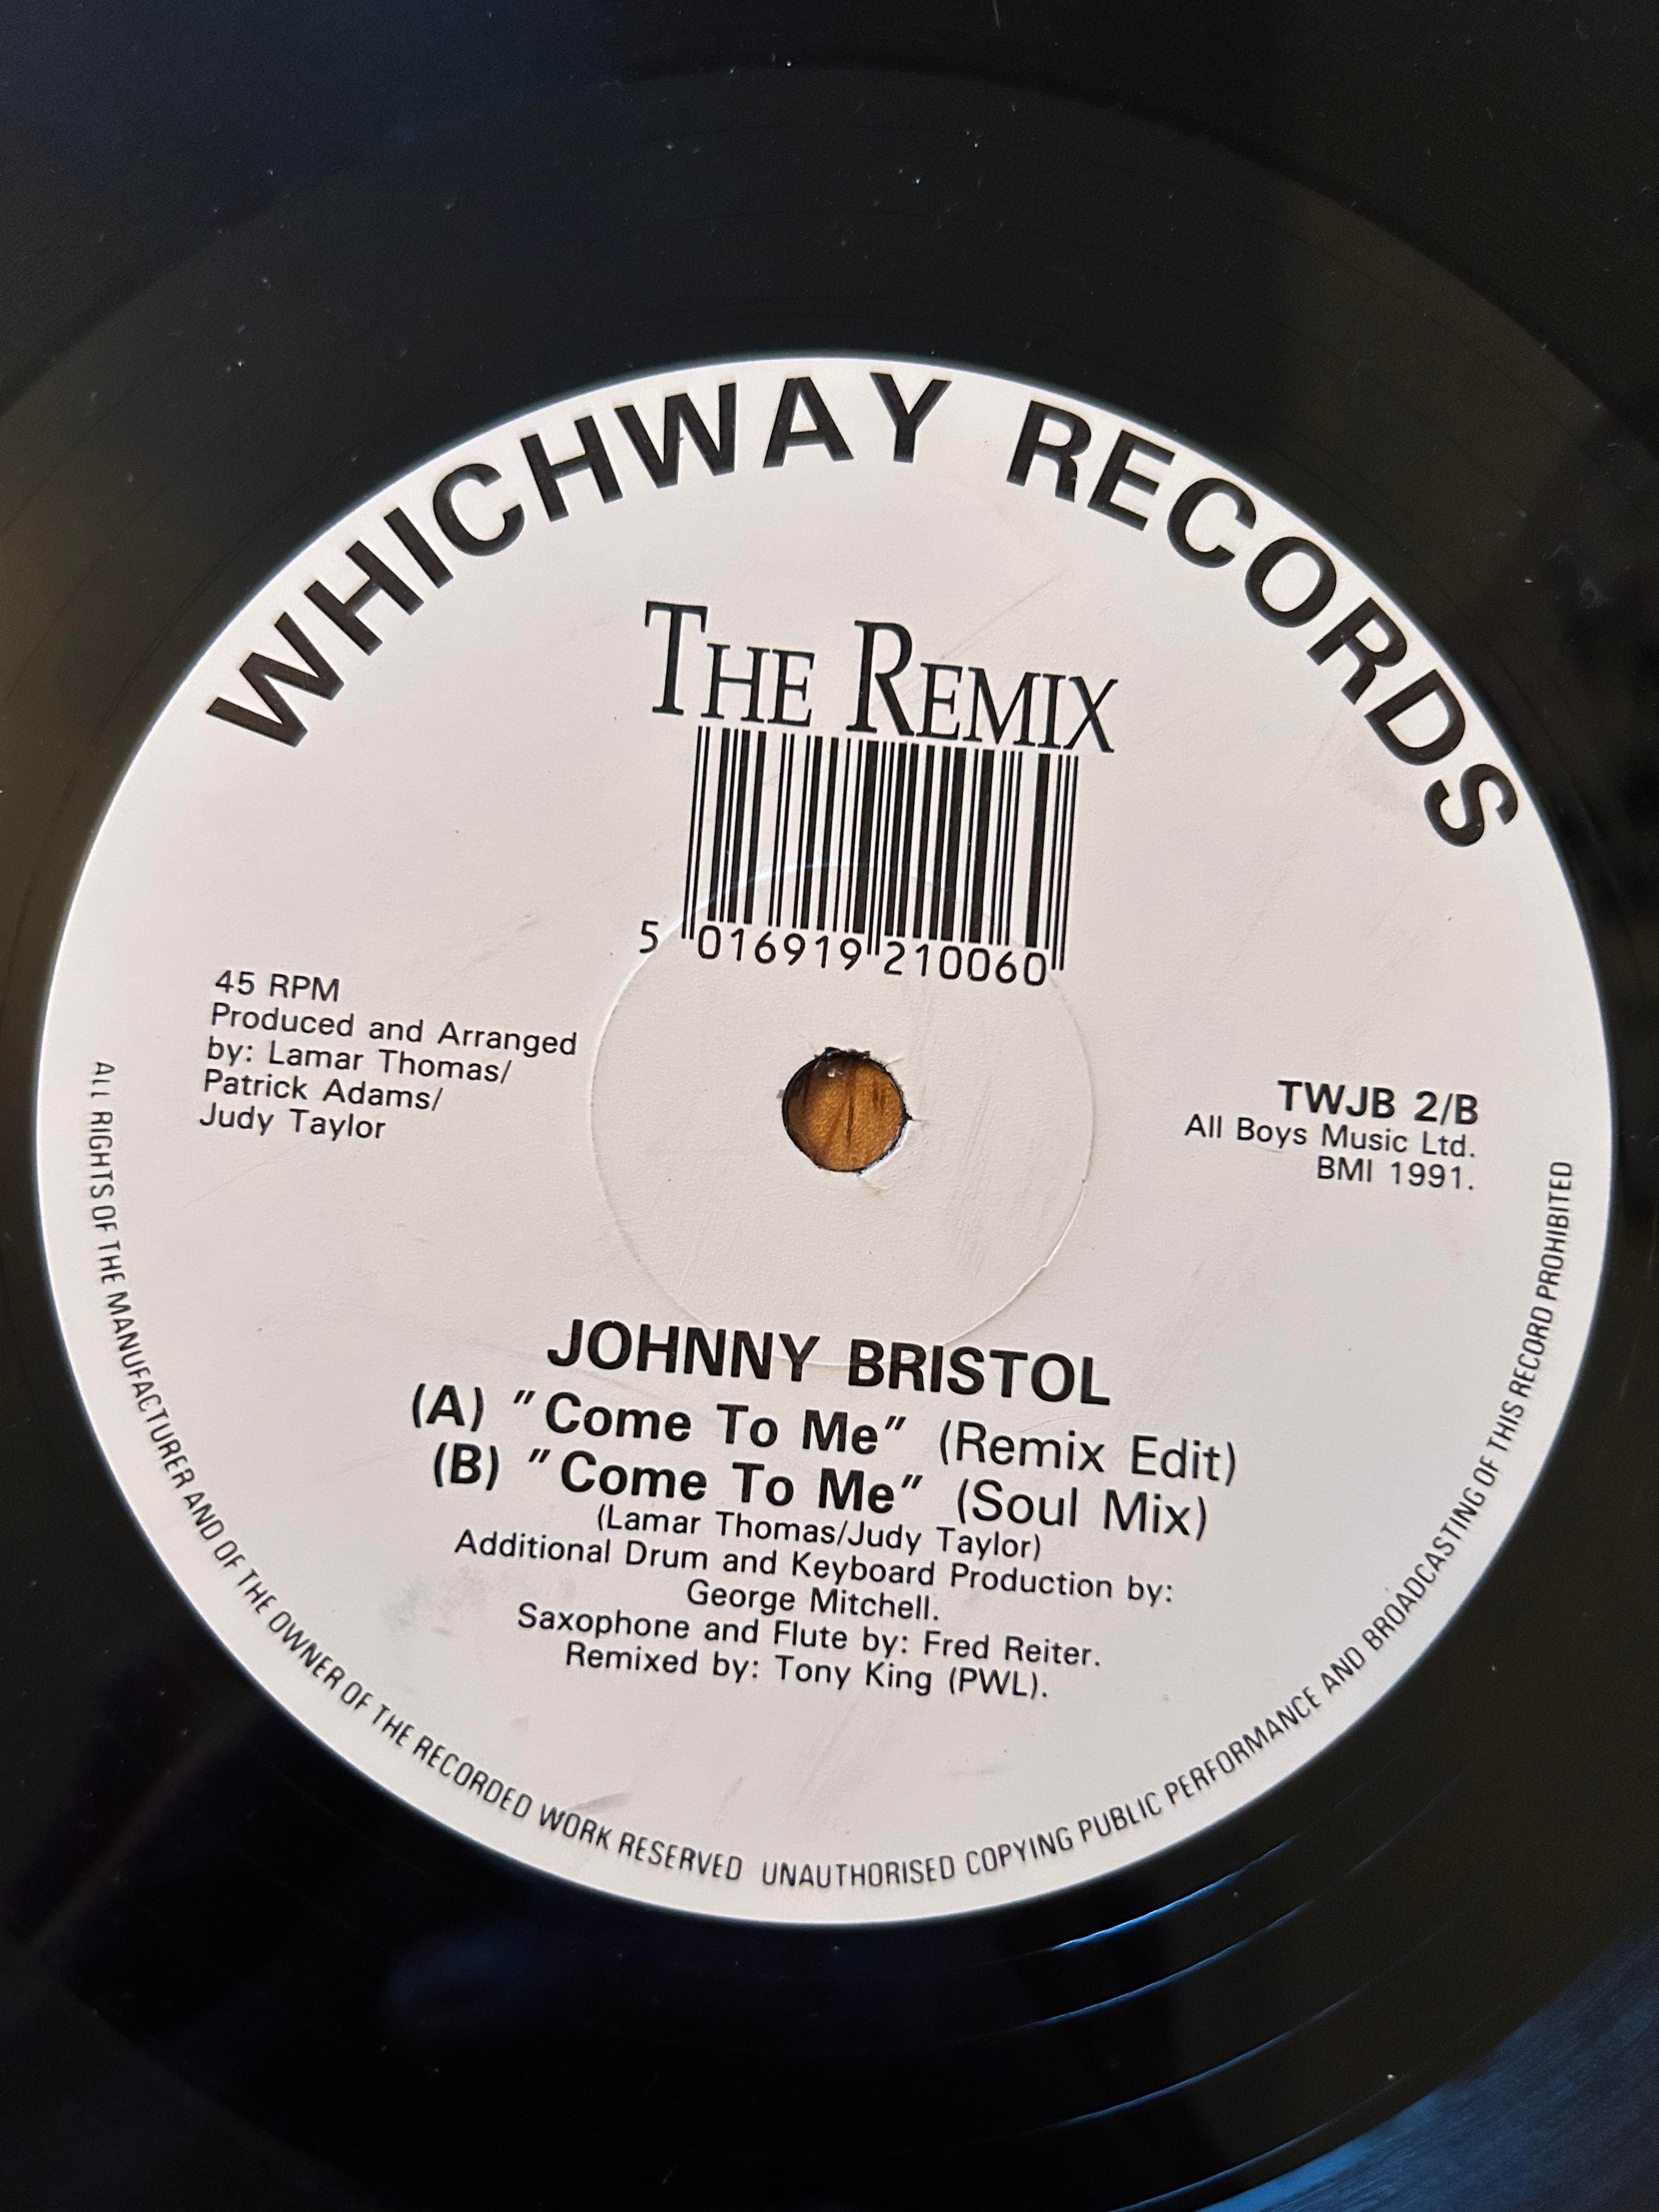 WHICHWAY RECORDS
THE REMIX
5 016919 210060
45 RPM
Produced and Arranged
by: Lamar Thomas/
Patrick Adams/
Judy Taylor
TWJB 2/B
All Boys Music Ltd.
BMI 1991.
JOHNNY BRISTOL
(A) "Come To Me" (Remix Edit)
(B) "Come To Me" (Soul Mix)
(Lamar Thomas/Judy Taylor)
Additional Drum and Keyboard Production by:
George Mitchell.
Saxophone and Flute by: Fred Reiter.
Remixed by: Tony King (PWL).
ALL RIGHTS OF THE MANUFACTURER AND OF THE OWNER OF THE RECORDED WORK RESERVED UNAUTHORISED COPYING PUBLIC PERFORMANCE AND BROADCASTING OF THIS RECORD PROHIBITED